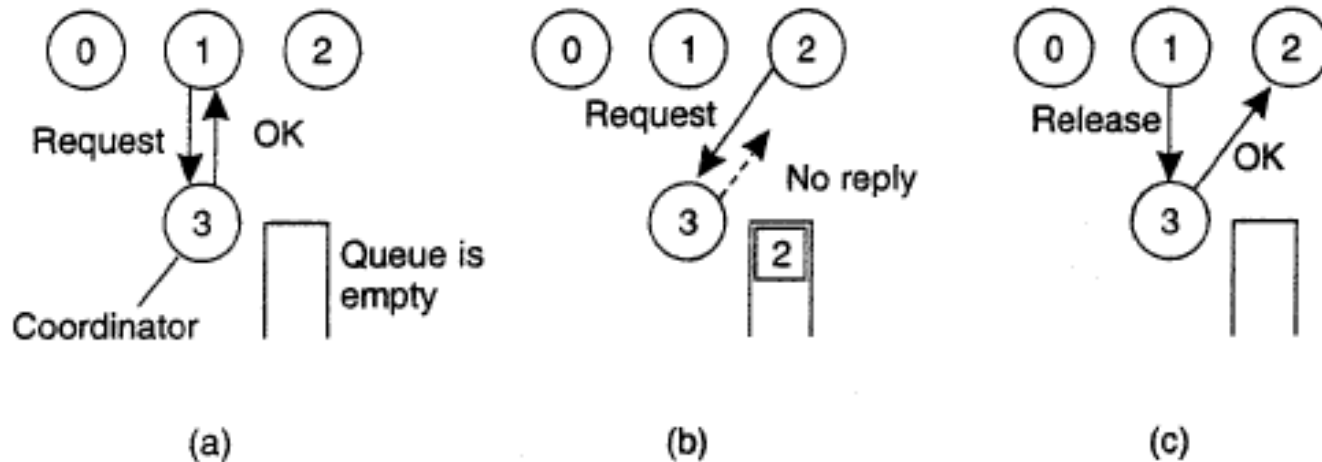 0 1 2
Request OK
3
Queue is
empty
Coordinator
(a)
0 1 2
Request
No reply
3
2
(b)
0 1 2
Release
OK
3
(c)